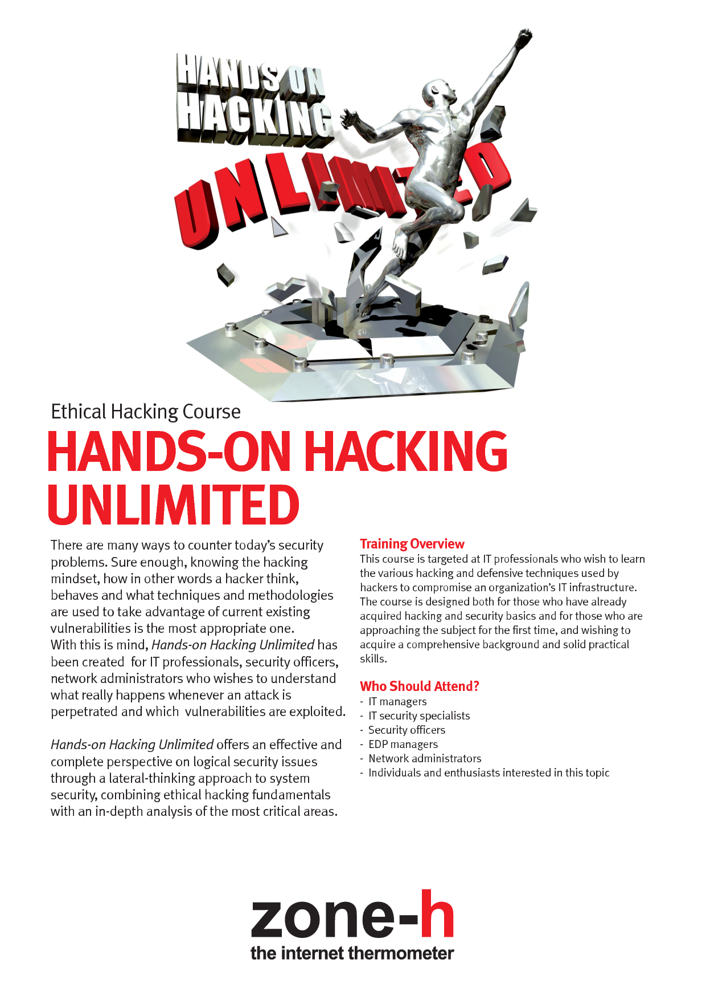 HANDS ON
HACKING
UNLIMITED
Ethical Hacking Course
HANDS-ON HACKING
UNLIMITED
There are many ways to counter today’s security
problems. Sure enough, knowing the hacking
mindset, how in other words a hacker think,
behaves and what techniques and methodologies
are used to take advantage of current existing
vulnerabilities is the most appropriate one.
With this is mind, Hands-on Hacking Unlimited has
been created  for IT professionals, security officers,
network administrators who wishes to understand
what really happens whenever an attack is
perpetrated and which  vulnerabilities are exploited.
Hands-on Hacking Unlimited offers an effective and
complete perspective on logical security issues
through a lateral-thinking approach to system
security, combining ethical hacking fundamentals
with an in-depth analysis of the most critical areas.
Training Overview
This course is targeted at IT professionals who wish to learn
the various hacking and defensive techniques used by
hackers to compromise an organization’s IT infrastructure.
The course is designed both for those who have already
acquired hacking and security basics and for those who are
approaching the subject for the first time, and wishing to
acquire a comprehensive background and solid practical
skills.
Who Should Attend?
- IT managers
- IT security specialists
- Security officers
- EDP managers
- Network administrators
- Individuals and enthusiasts interested in this topic
zone-h
the internet thermometer